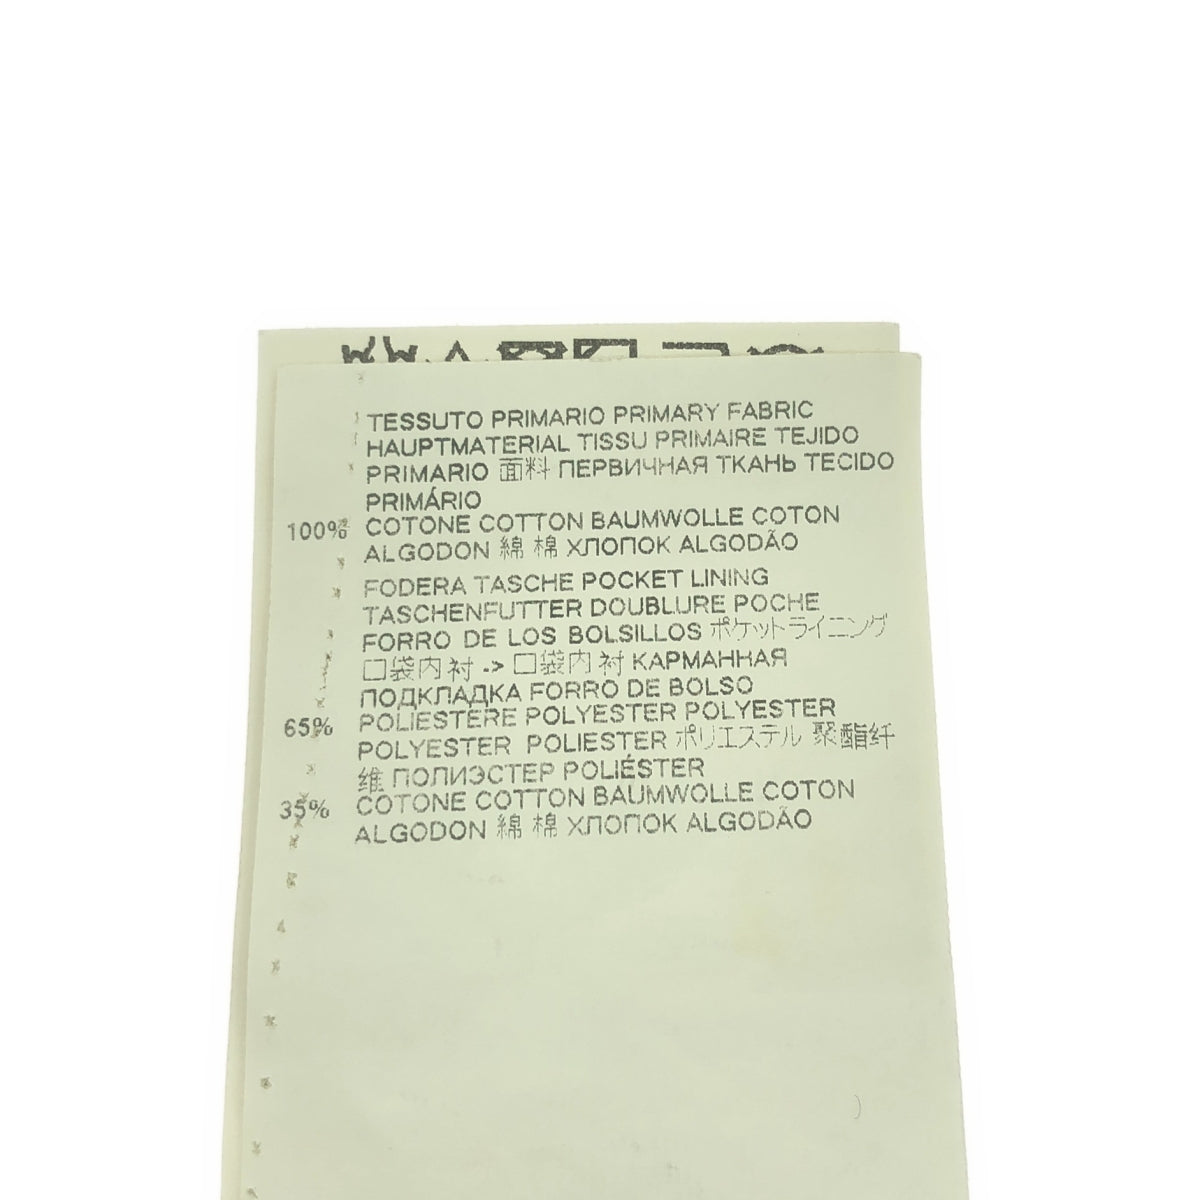 TESSUTO PRIMARIO PRIMARY FABRIC
HAUPTMATERIAL TISSU PRIMAIRE TEJIDO
PRIMARIO 面料 ПЕРВИЧНАЯ ТКАНЬ TECIDO
PRIMÁRIO
100% COTONE COTTON BAUMWOLLE COTON
ALGODON 綿 棉 ХЛОПОК ALGODÃO
FODERA TASCHE POCKET LINING
TASCHENFUTTER DOUBLURE POCHE
FORRO DE LOS BOLSILLOS ポケットライニング
口袋内衬 -> 口袋内衬 КАРМАННАЯ
ПОДКЛАДКА FORRO DE BOLSO
65% POLIESTERE POLYESTER POLYESTER
POLYESTER POLIESTER ポリエステル 聚酯纤
维 ПОЛИЭСТЕР POLIÉSTER
35% COTONE COTTON BAUMWOLLE COTON
ALGODON 綿 棉 ХЛОПОК ALGODÃO